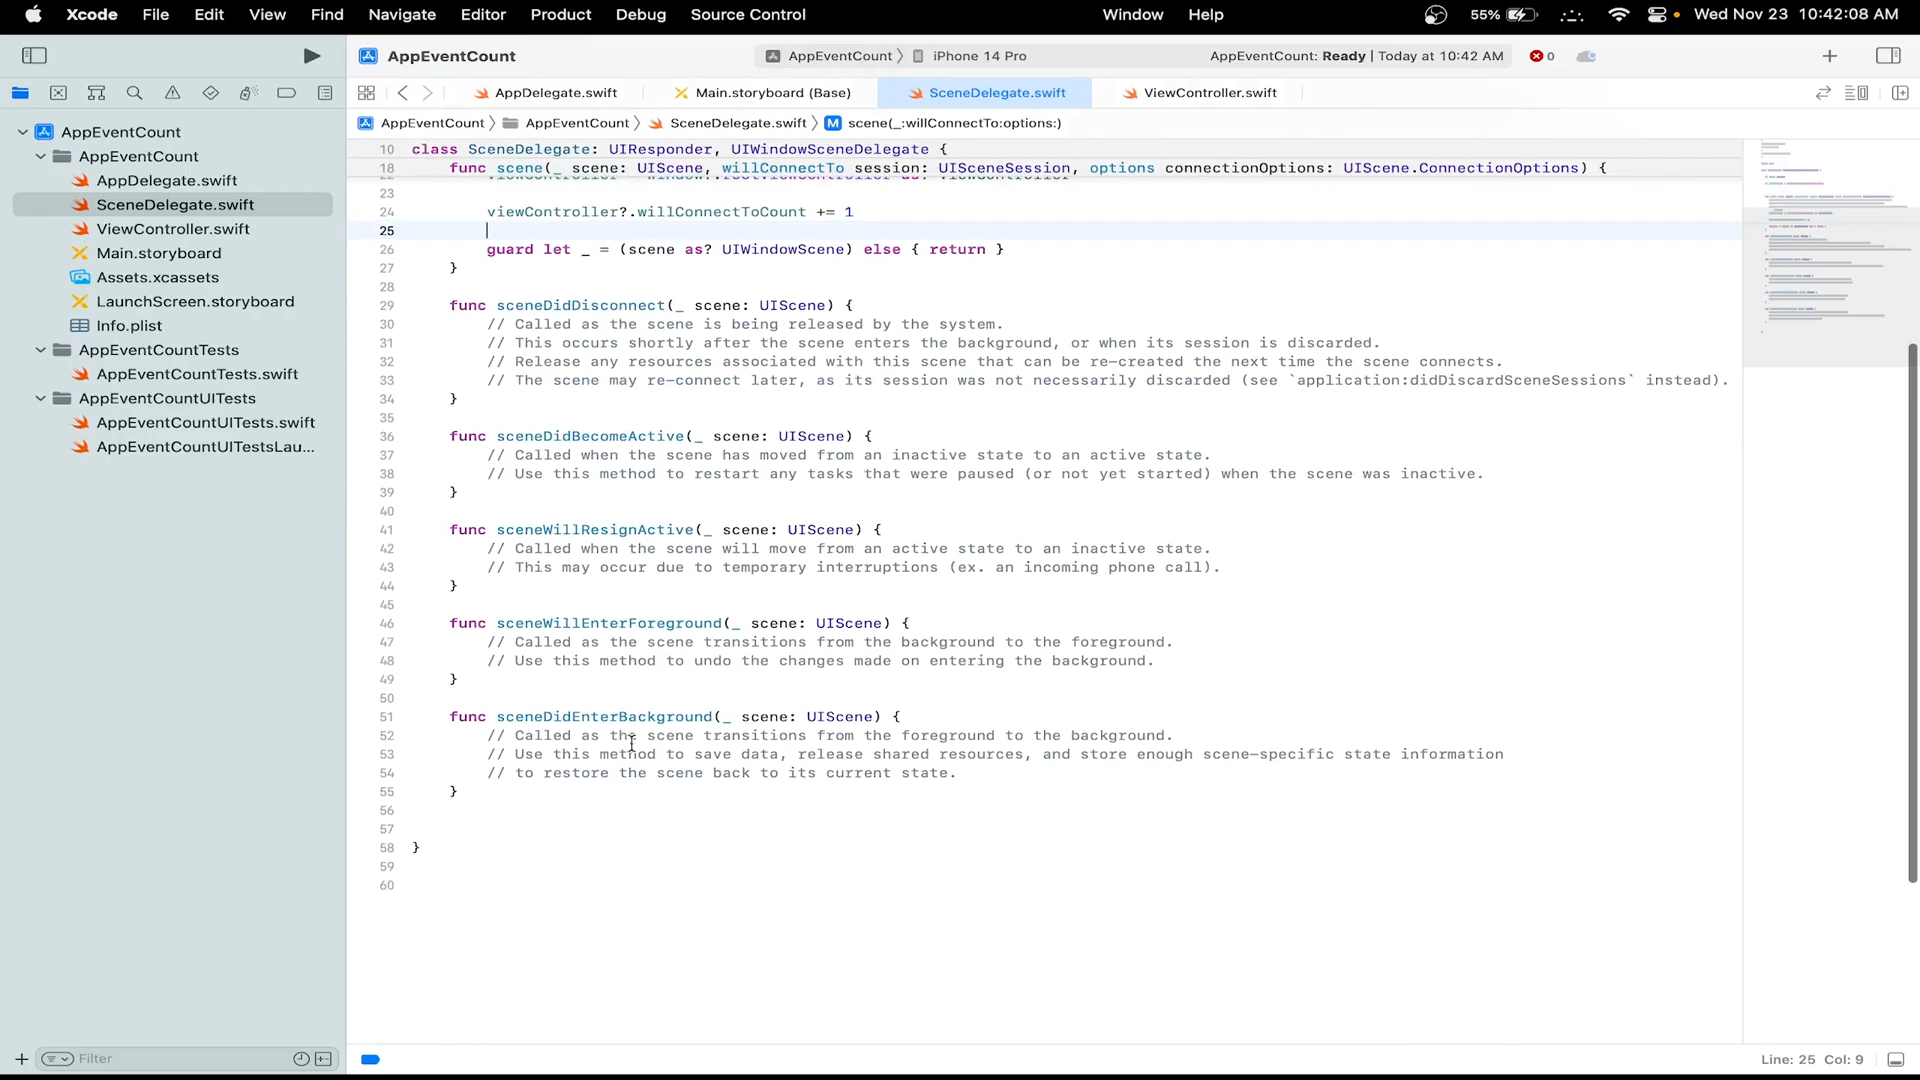 Xcode File Edit View Find Navigate Editor Product Debug Source Control Window Help 55% Wed Nov 23 10:42:08 AM
AppEventCount AppEventCount iPhone 14 Pro AppEventCount: Ready | Today at 10:42 AM 0
AppDelegate.swift Main.storyboard (Base) SceneDelegate.swift ViewController.swift
AppEventCount AppEventCount SceneDelegate.swift M scene(_:willConnectTo:options:)
AppEventCount
AppEventCount
AppDelegate.swift
SceneDelegate.swift
ViewController.swift
Main.storyboard
Assets.xcassets
LaunchScreen.storyboard
Info.plist
AppEventCountTests
AppEventCountTests.swift
AppEventCountUITests
AppEventCountUITests.swift
AppEventCountUITestsLau...
Filter
10 class SceneDelegate: UIResponder, UIWindowSceneDelegate {
18 func scene(_ scene: UIScene, willConnectTo session: UISceneSession, options connectionOptions: UIScene.ConnectionOptions) {
23
24 viewController?.willConnectToCount += 1
25
26 guard let _ = (scene as? UIWindowScene) else { return }
27 }
28
29 func sceneDidDisconnect(_ scene: UIScene) {
30 // Called as the scene is being released by the system.
31 // This occurs shortly after the scene enters the background, or when its session is discarded.
32 // Release any resources associated with this scene that can be re-created the next time the scene connects.
33 // The scene may re-connect later, as its session was not necessarily discarded (see `application:didDiscardSceneSessions` instead).
34 }
35
36 func sceneDidBecomeActive(_ scene: UIScene) {
37 // Called when the scene has moved from an inactive state to an active state.
38 // Use this method to restart any tasks that were paused (or not yet started) when the scene was inactive.
39 }
40
41 func sceneWillResignActive(_ scene: UIScene) {
42 // Called when the scene will move from an active state to an inactive state.
43 // This may occur due to temporary interruptions (ex. an incoming phone call).
44 }
45
46 func sceneWillEnterForeground(_ scene: UIScene) {
47 // Called as the scene transitions from the background to the foreground.
48 // Use this method to undo the changes made on entering the background.
49 }
50
51 func sceneDidEnterBackground(_ scene: UIScene) {
52 // Called as the scene transitions from the foreground to the background.
53 // Use this method to save data, release shared resources, and store enough scene-specific state information
54 // to restore the scene back to its current state.
55 }
56
57
58 }
59
60
Line: 25 Col: 9